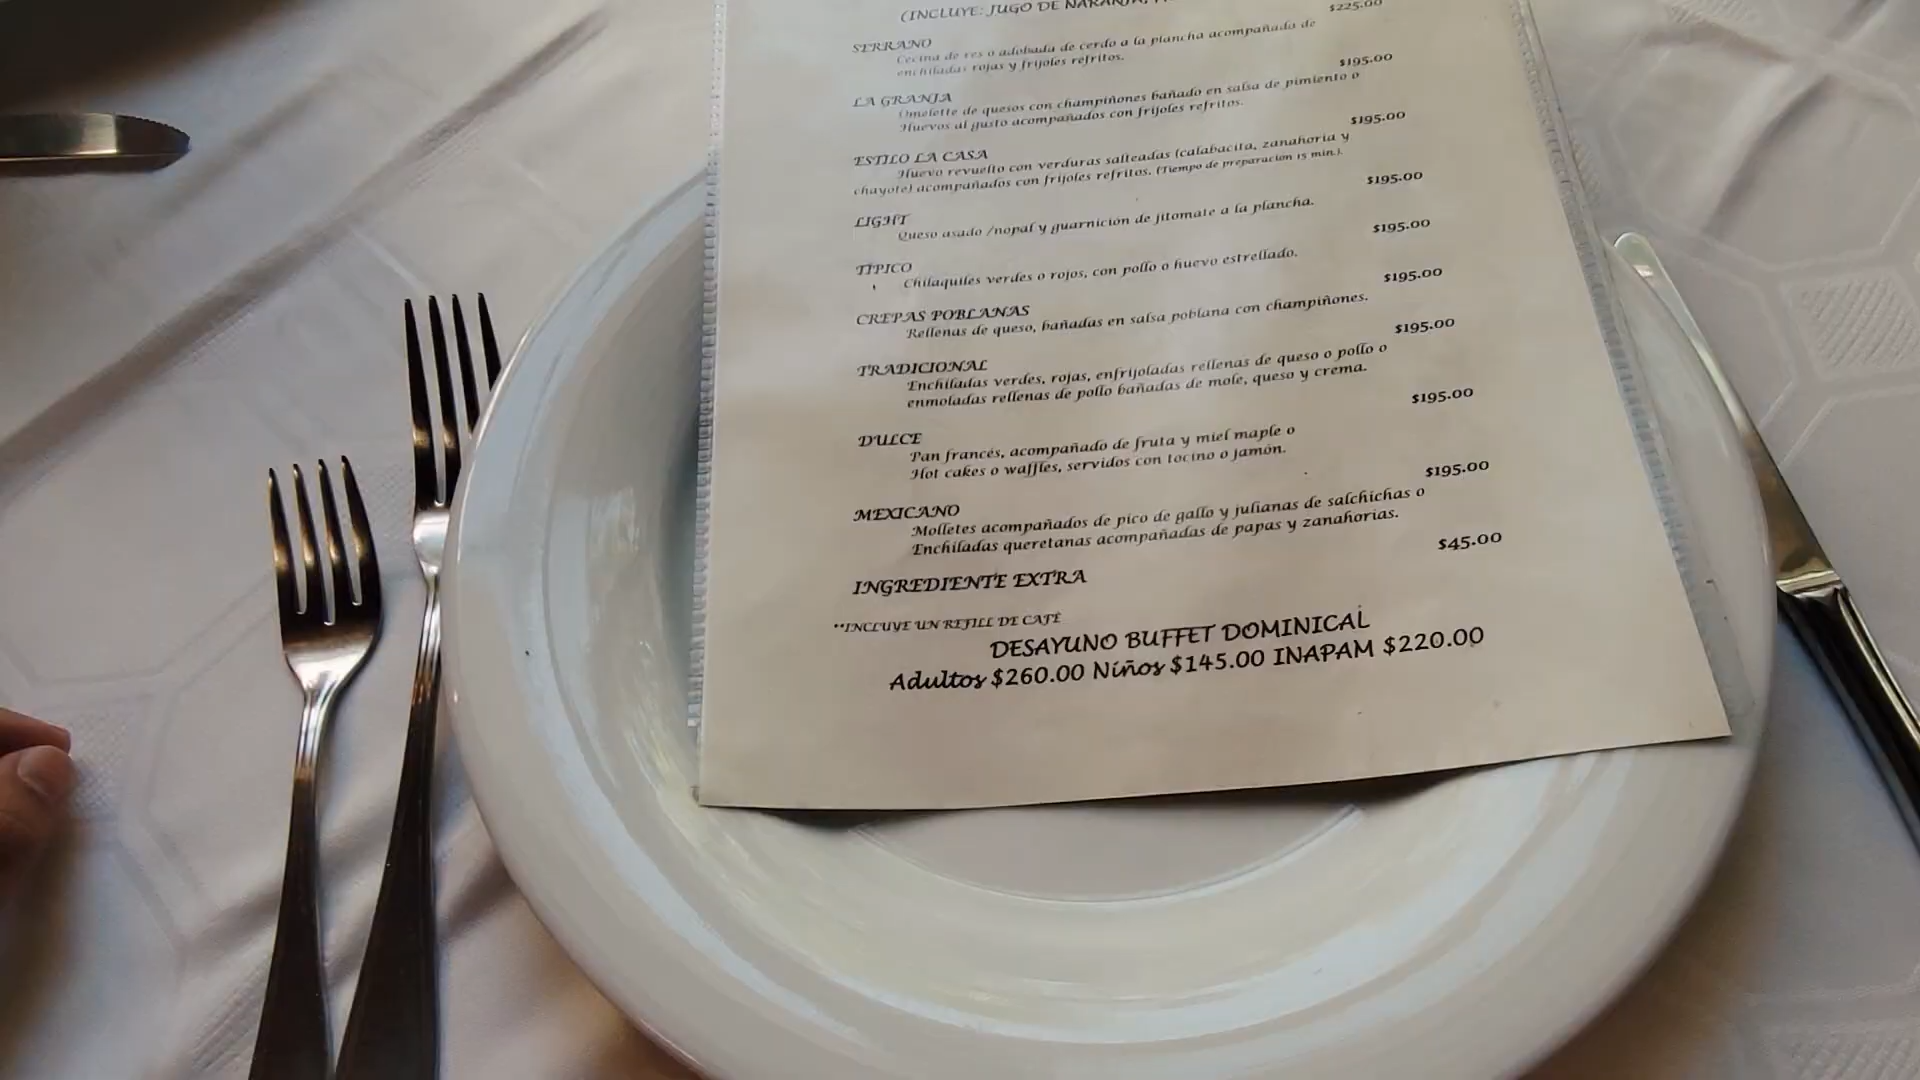 (INCLUYE: JUGO DE NARANJA,
$225.00
SERRANO
Cecina de res o adobada de cerdo a la plancha acompañada de
enchiladas rojas y frijoles refritos.
$195.00
LA GRANJA
Omelette de quesos con champiñones bañado en salsa de pimiento o
Huevos al gusto acompañados con frijoles refritos.
$195.00
ESTILO LA CASA
Huevo revuelto con verduras salteadas (calabacita, zanahoria y
chayote) acompañados con frijoles refritos. (Tiempo de preparación 15 min.).
$195.00
LIGHT
Queso asado /nopal y guarnición de jitomate a la plancha.
$195.00
TÍPICO
Chilaquiles verdes o rojos, con pollo o huevo estrellado.
$195.00
CREPAS POBLANAS
Rellenas de queso, bañadas en salsa poblana con champiñones.
$195.00
TRADICIONAL
Enchiladas verdes, rojas, enfrijoladas rellenas de queso o pollo o
enmoladas rellenas de pollo bañadas de mole, queso y crema.
$195.00
DULCE
Pan francés, acompañado de fruta y miel maple o
Hot cakes o waffles, servidos con tocino o jamón.
$195.00
MEXICANO
Molletes acompañados de pico de gallo y julianas de salchichas o
Enchiladas queretanas acompañadas de papas y zanahorias.
$45.00
INGREDIENTE EXTRA
**INCLUYE UN REFILL DE CAFÉ
DESAYUNO BUFFET DOMINICAL
Adultos $260.00 Niños $145.00 INAPAM $220.00